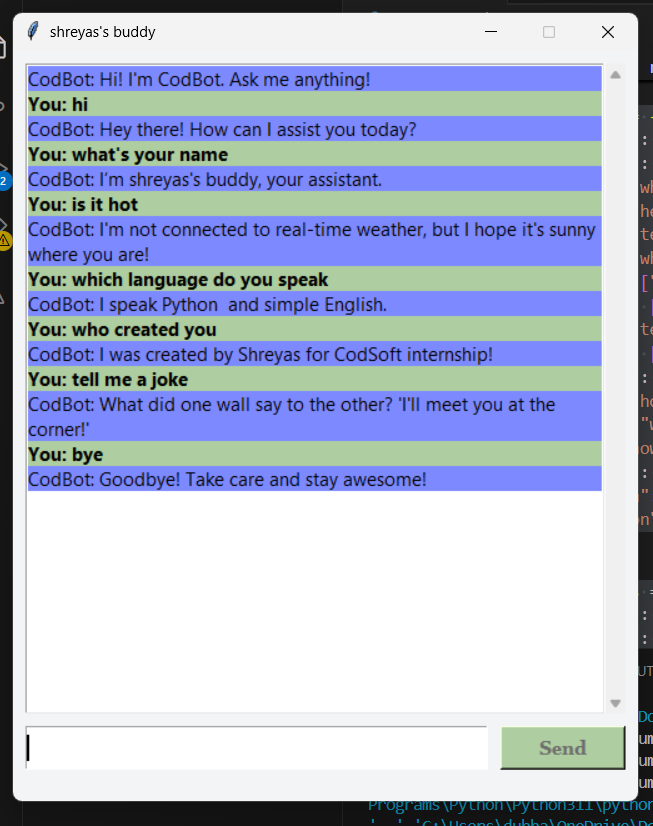 shreyas's buddy
CodBot: Hi! I'm CodBot. Ask me anything!
You: hi
CodBot: Hey there! How can I assist you today?
You: what's your name
CodBot: I'm shreyas's buddy, your assistant.
You: is it hot
CodBot: I'm not connected to real-time weather, but I hope it's sunny
where you are!
You: which language do you speak
CodBot: I speak Python  and simple English.
You: who created you
CodBot: I was created by Shreyas for CodSoft internship!
You: tell me a joke
CodBot: What did one wall say to the other? 'I'll meet you at the
corner!'
You: bye
CodBot: Goodbye! Take care and stay awesome!
Send
2
Programs\Python\Python311\python